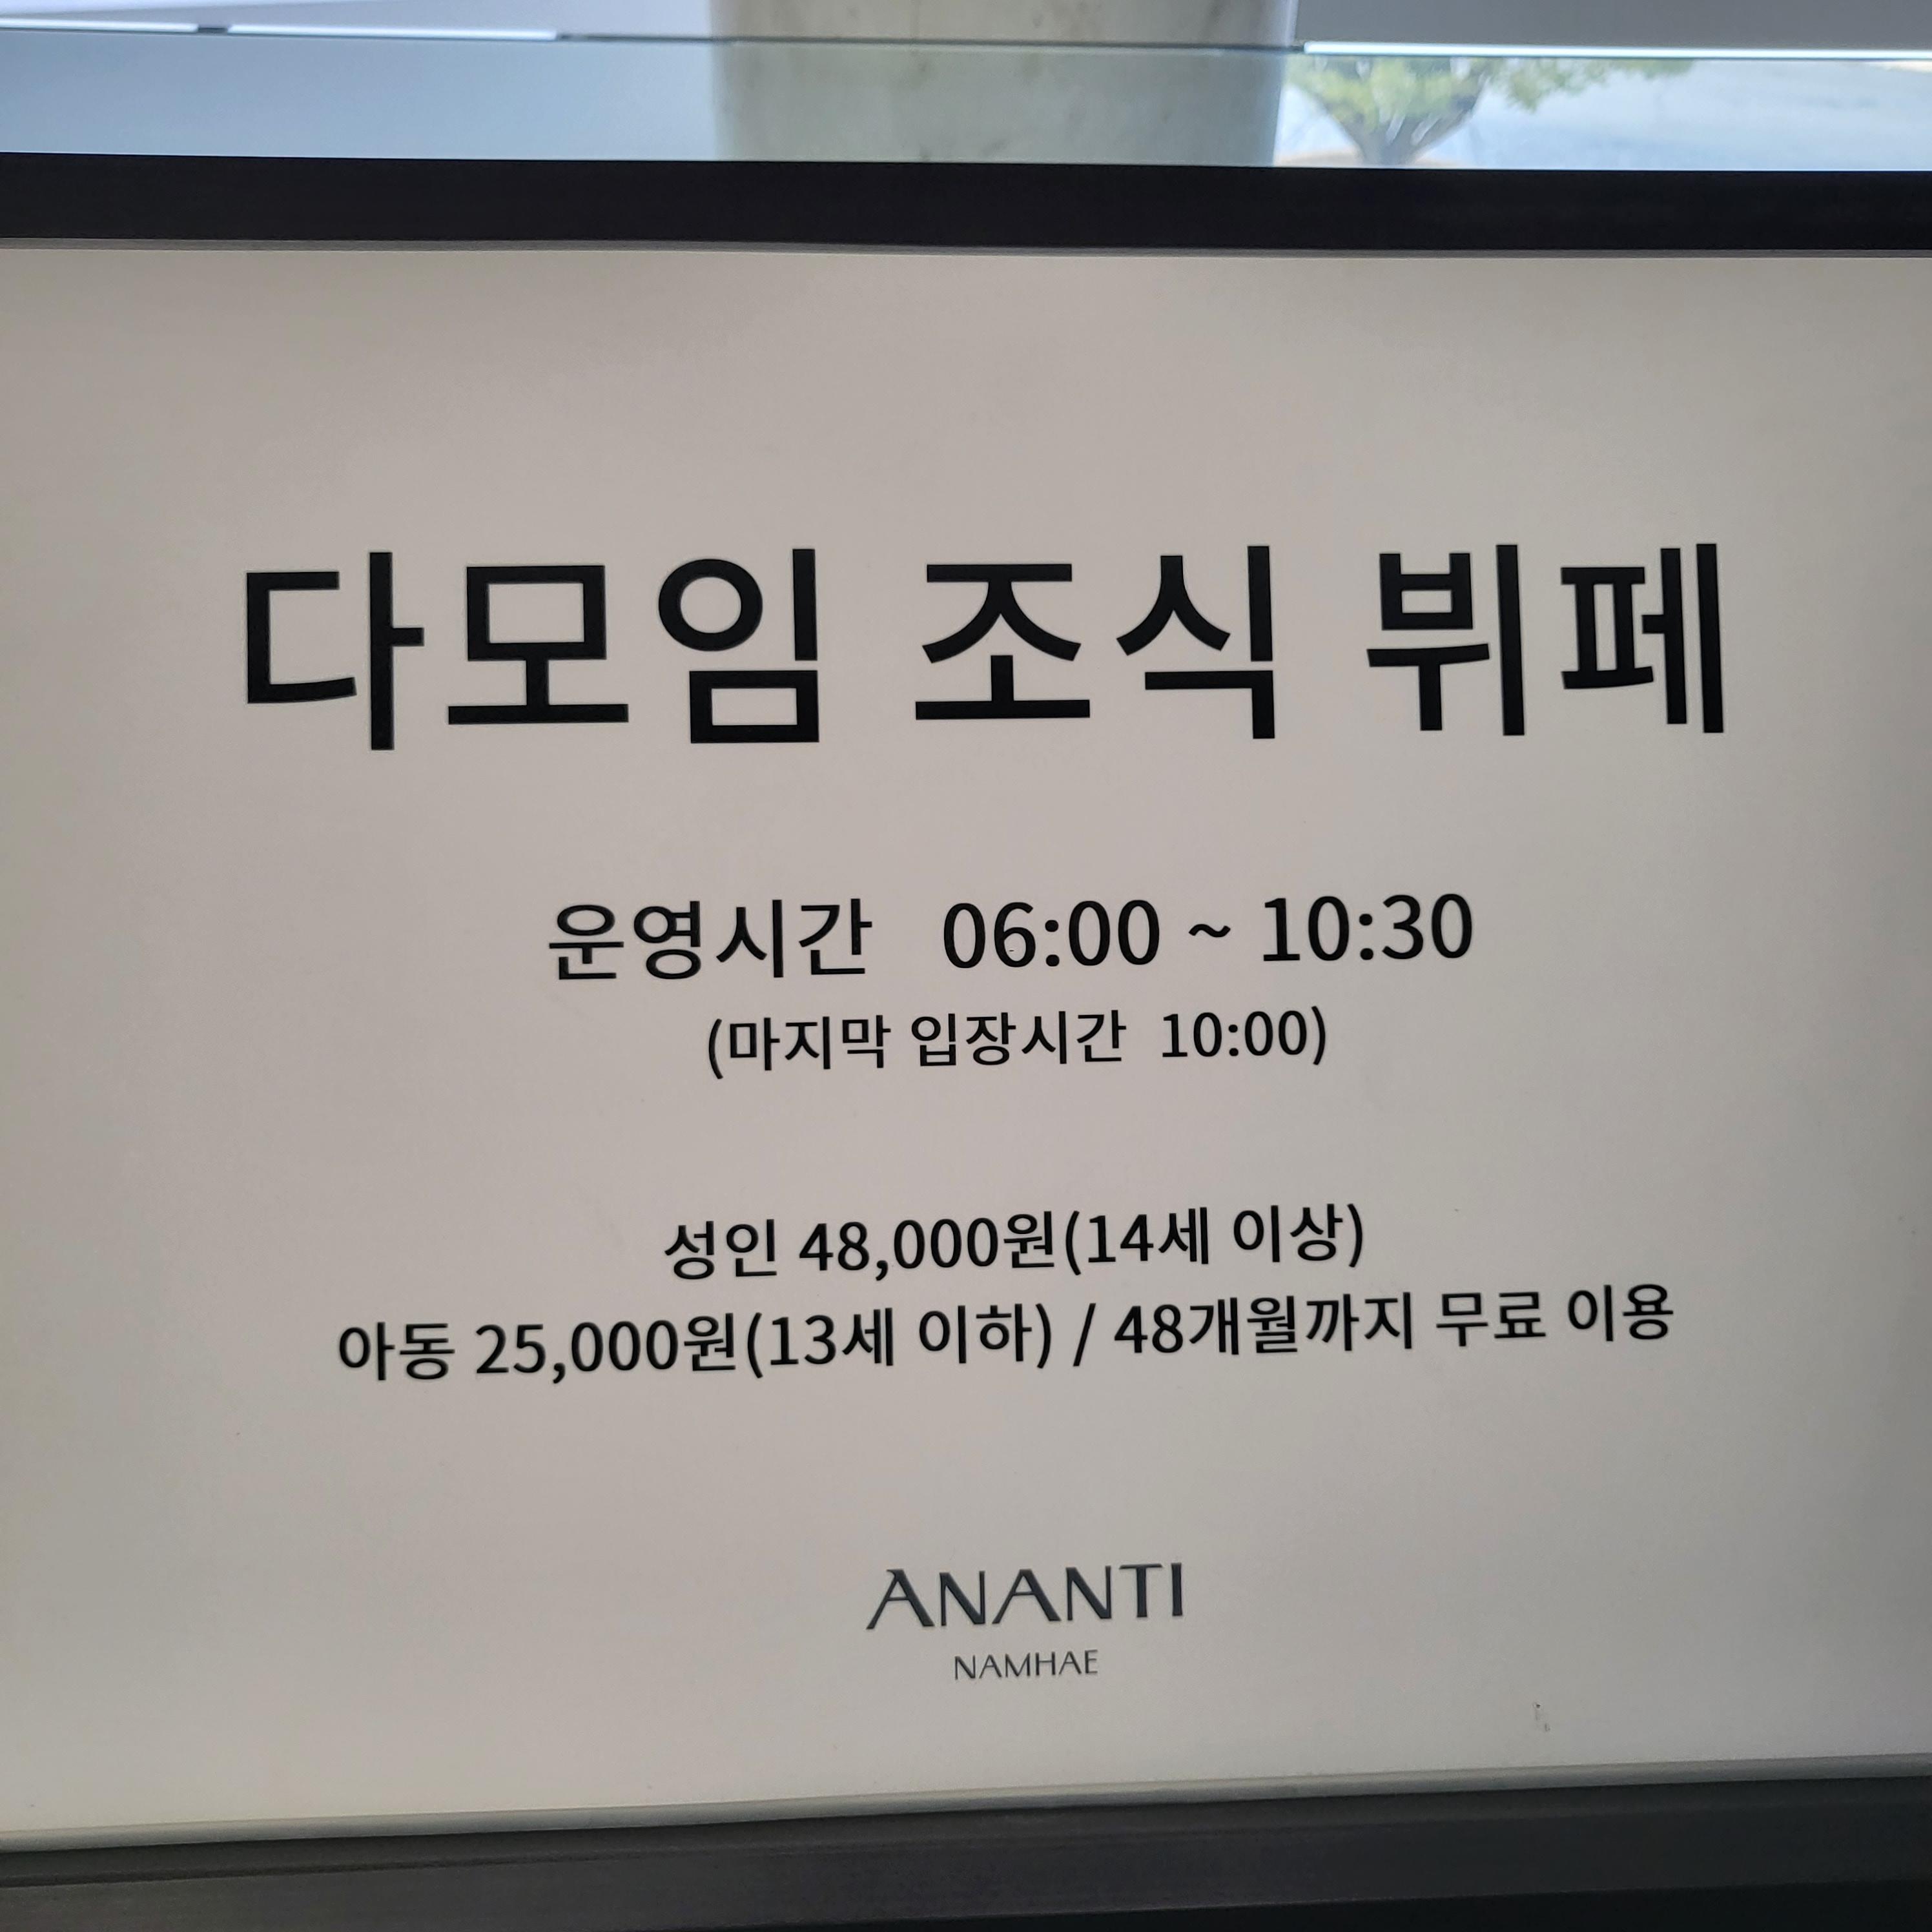 다모임 조식 뷔페
운영시간 06:00 ~ 10:30
(마지막 입장시간 10:00)
성인 48,000원(14세 이상)
아동 25,000원(13세 이하) / 48개월까지 무료 이용
ANANTI
NAMHAE